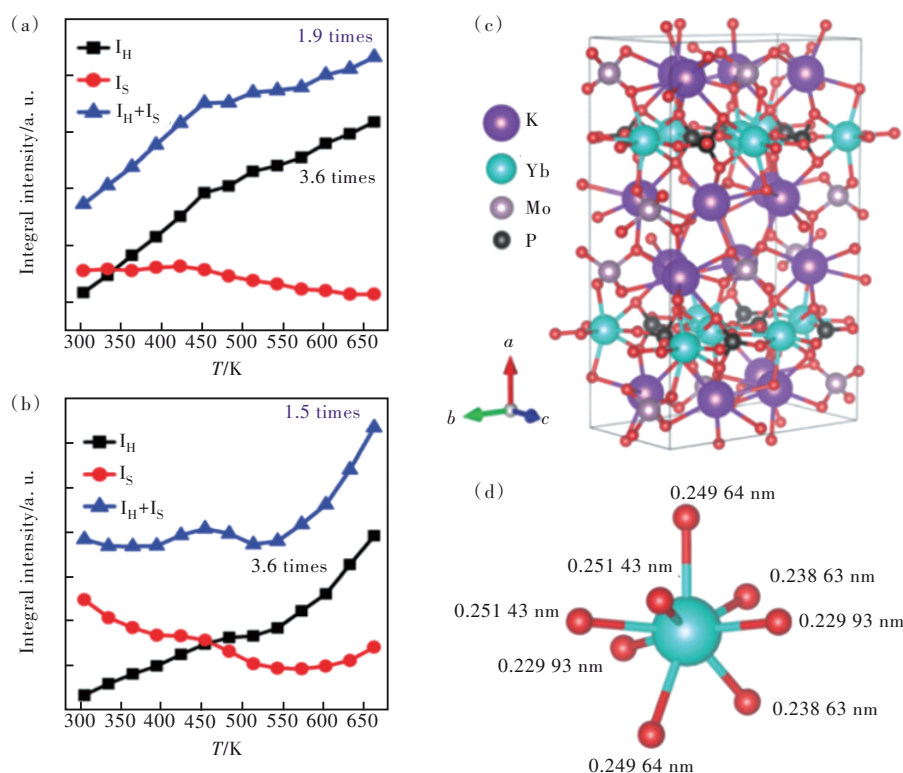 (a)
I_H
I_S
I_H+I_S
1.9 times
3.6 times
Integral intensity/a. u.
300 350 400 450 500 550 600 650
T/K
(b)
I_H
I_S
I_H+I_S
1.5 times
3.6 times
Integral intensity/a. u.
300 350 400 450 500 550 600 650
T/K
(c)
K
Yb
Mo
P
a
b
c
(d)
0.249 64 nm
0.251 43 nm
0.238 63 nm
0.251 43 nm
0.229 93 nm
0.229 93 nm
0.238 63 nm
0.249 64 nm